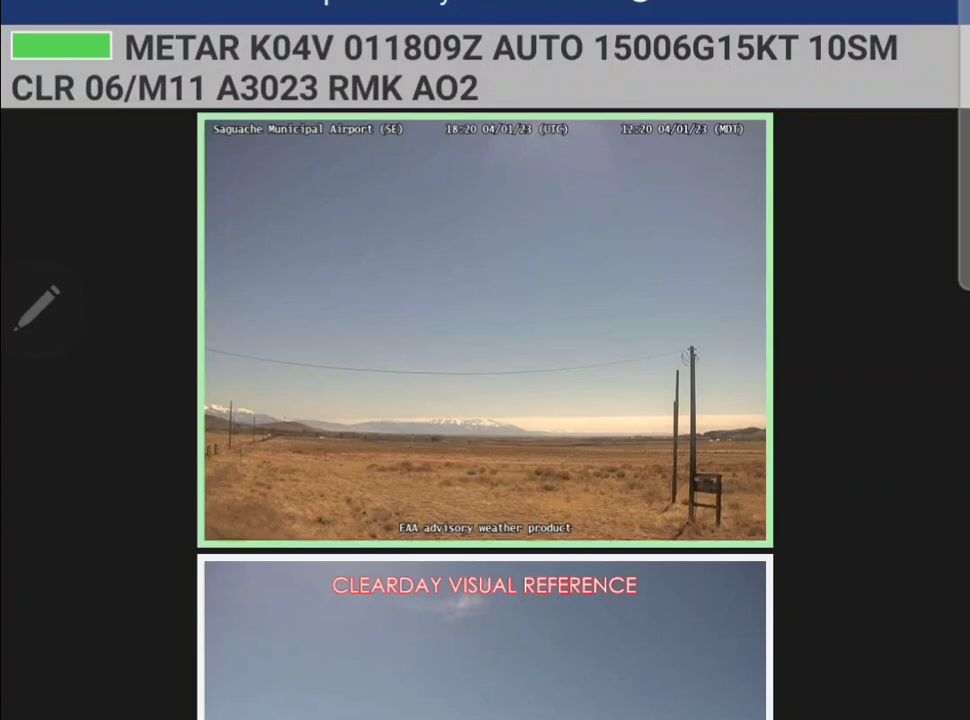 METAR K04V 011809Z AUTO 15006G15KT 10SM
CLR 06/M11 A3023 RMK AO2
Saguache Municipal Airport (SE) 18:20 04/01/23 (UTC) 12:20 04/01/23 (MDT)
FAA advisory weather product
CLEARDAY VISUAL REFERENCE